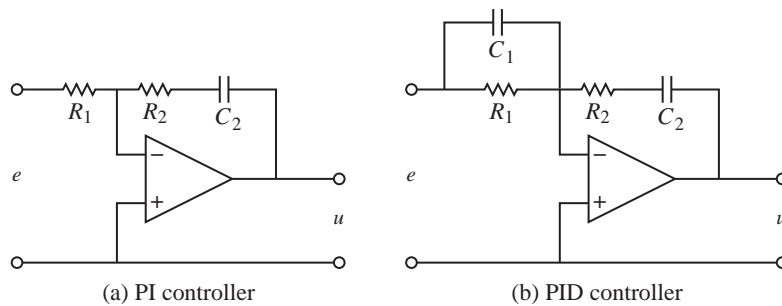 R1 R2 C2
e
−
+
u
(a) PI controller
C1
R1 R2 C2
e
−
+
u
(b) PID controller